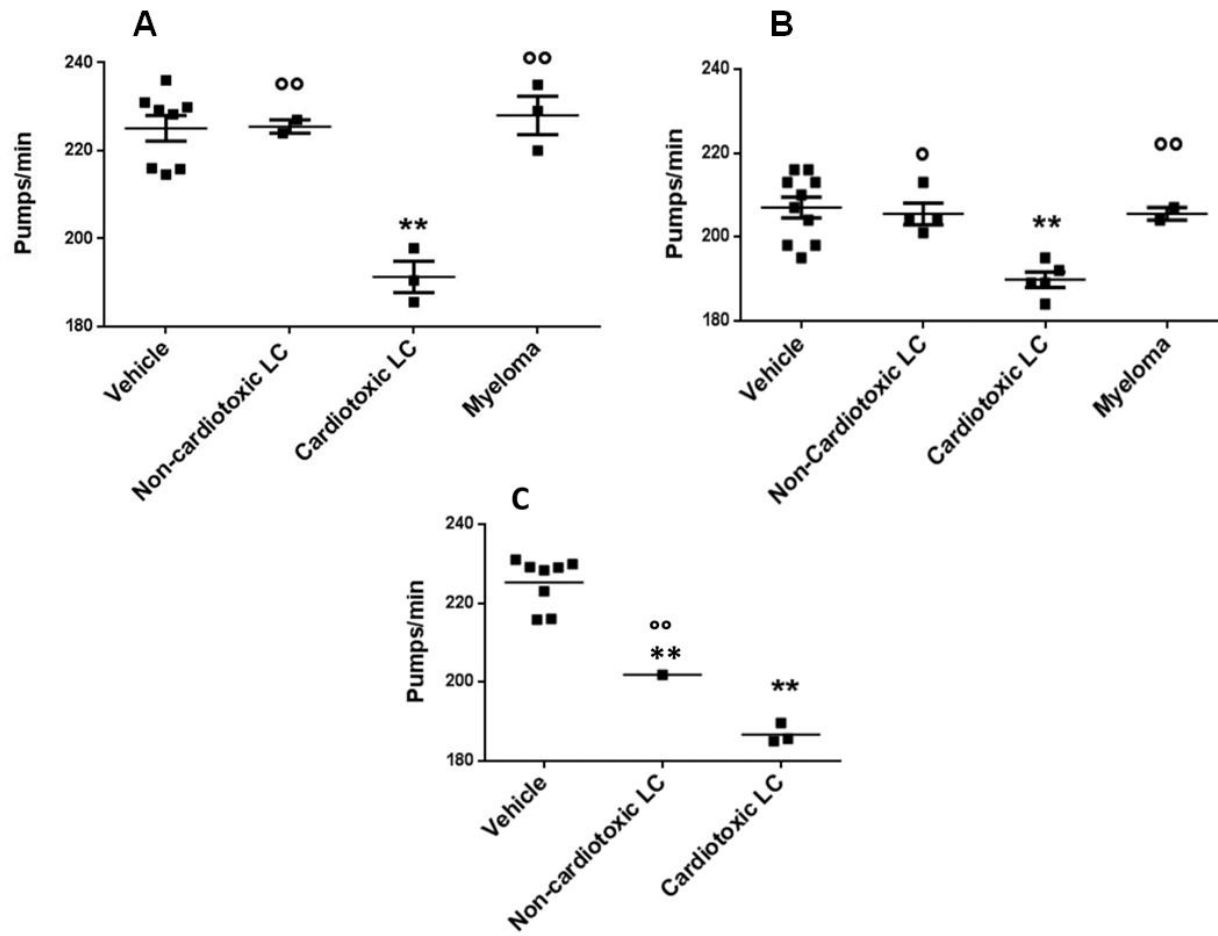 A
240
220
200
180
Pumps/min
°°
**
°°
Vehicle
Non-cardiotoxic LC
Cardiotoxic LC
Myeloma
B
240
220
200
180
Pumps/min
°
**
°°
Vehicle
Non-Cardiotoxic LC
Cardiotoxic LC
Myeloma
C
240
220
200
180
Pumps/min
°°
**
**
Vehicle
Non-cardiotoxic LC
Cardiotoxic LC